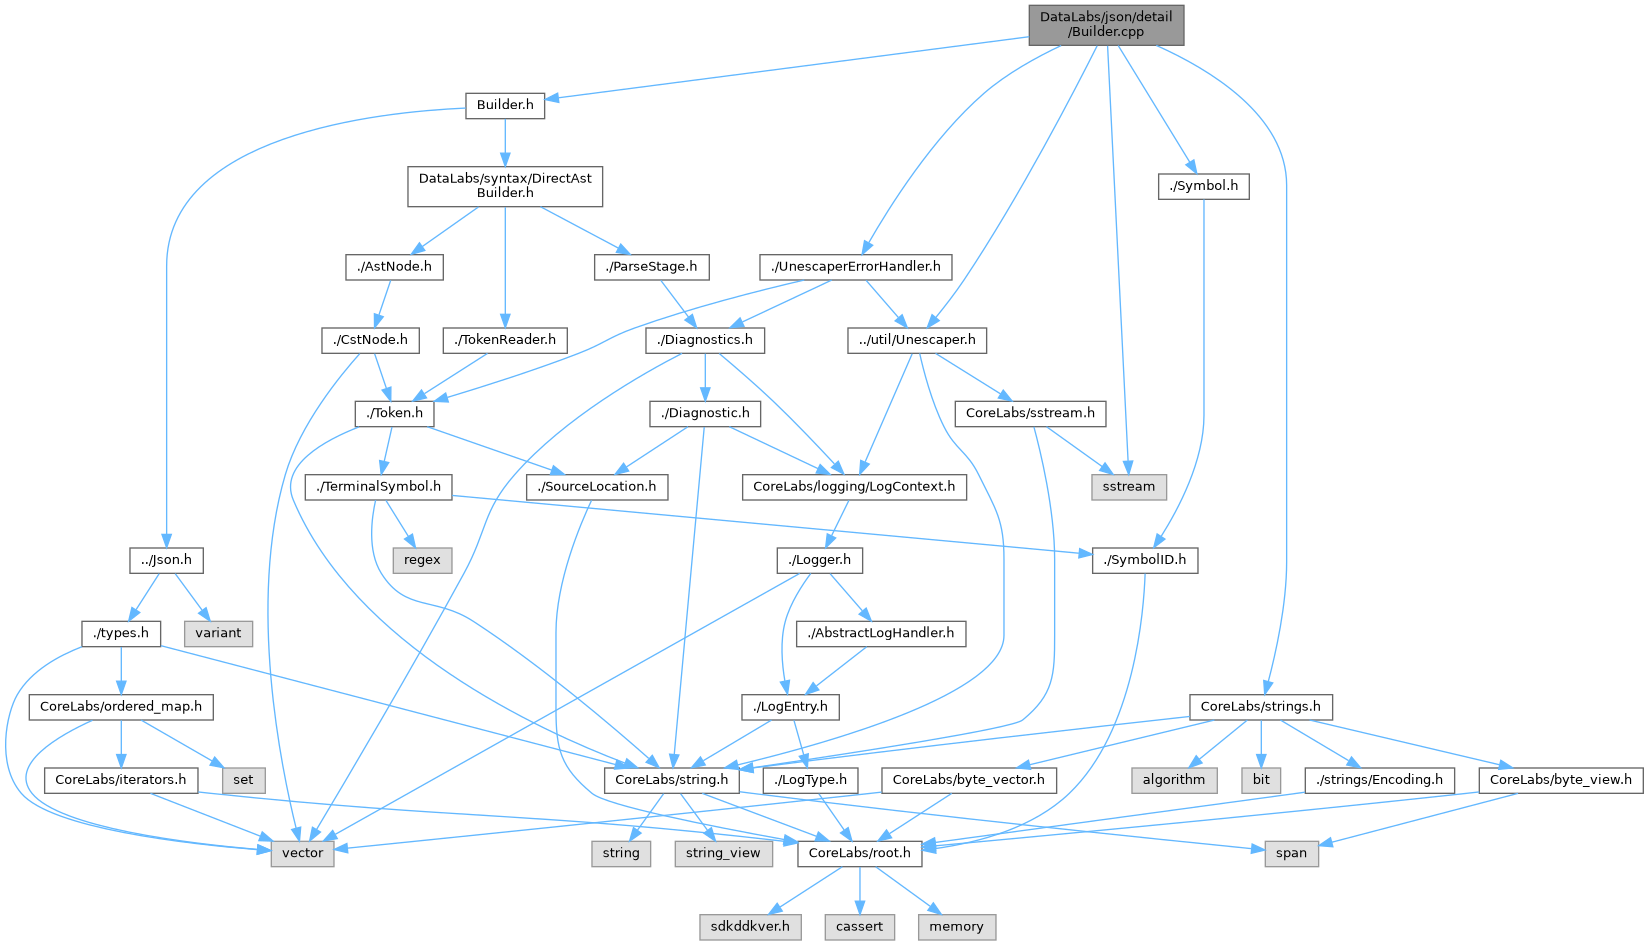 DataLabs/json/detail
/Builder.cpp
Builder.h
DataLabs/syntax/DirectAst
Builder.h
./Symbol.h
./AstNode.h
./ParseStage.h
./UnescaperErrorHandler.h
./CstNode.h
./TokenReader.h
./Diagnostics.h
../util/Unescaper.h
./Token.h
./Diagnostic.h
CoreLabs/sstream.h
./TerminalSymbol.h
./SourceLocation.h
CoreLabs/logging/LogContext.h
sstream
../Json.h
regex
./Logger.h
./SymbolID.h
./types.h
variant
./AbstractLogHandler.h
CoreLabs/ordered_map.h
./LogEntry.h
CoreLabs/strings.h
CoreLabs/iterators.h
set
CoreLabs/string.h
./LogType.h
CoreLabs/byte_vector.h
algorithm
bit
./strings/Encoding.h
CoreLabs/byte_view.h
vector
string
string_view
CoreLabs/root.h
span
sdkddkver.h
cassert
memory